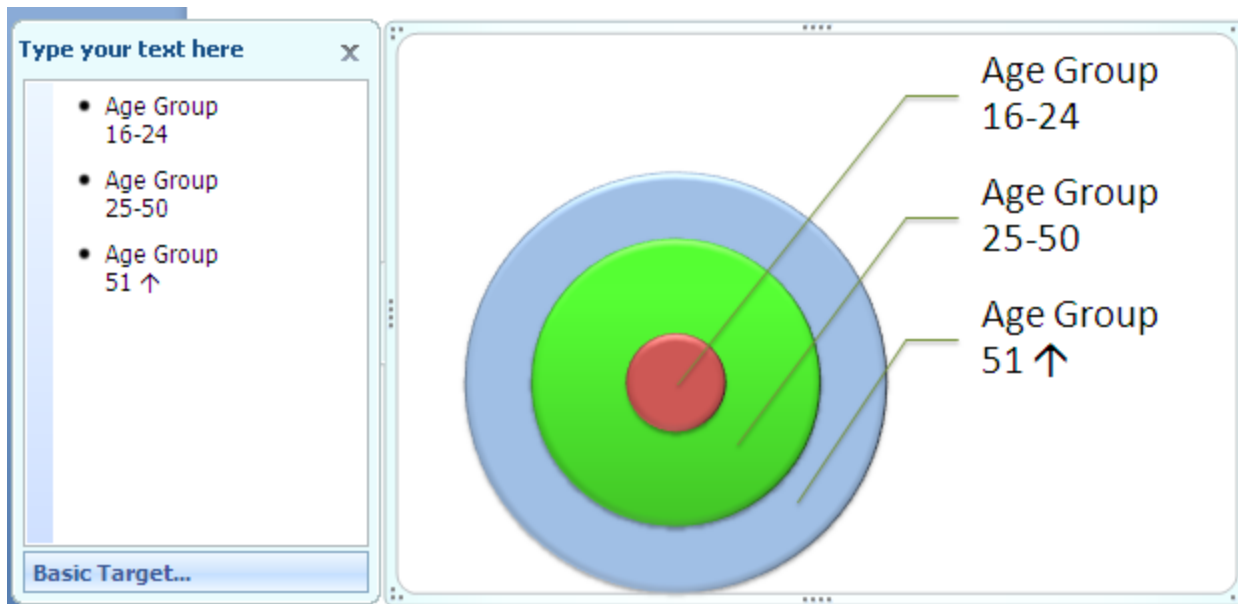 Type your text here
x
• Age Group
16-24
• Age Group
25-50
• Age Group
51 ↑
Basic Target...
Age Group
16-24
Age Group
25-50
Age Group
51 ↑